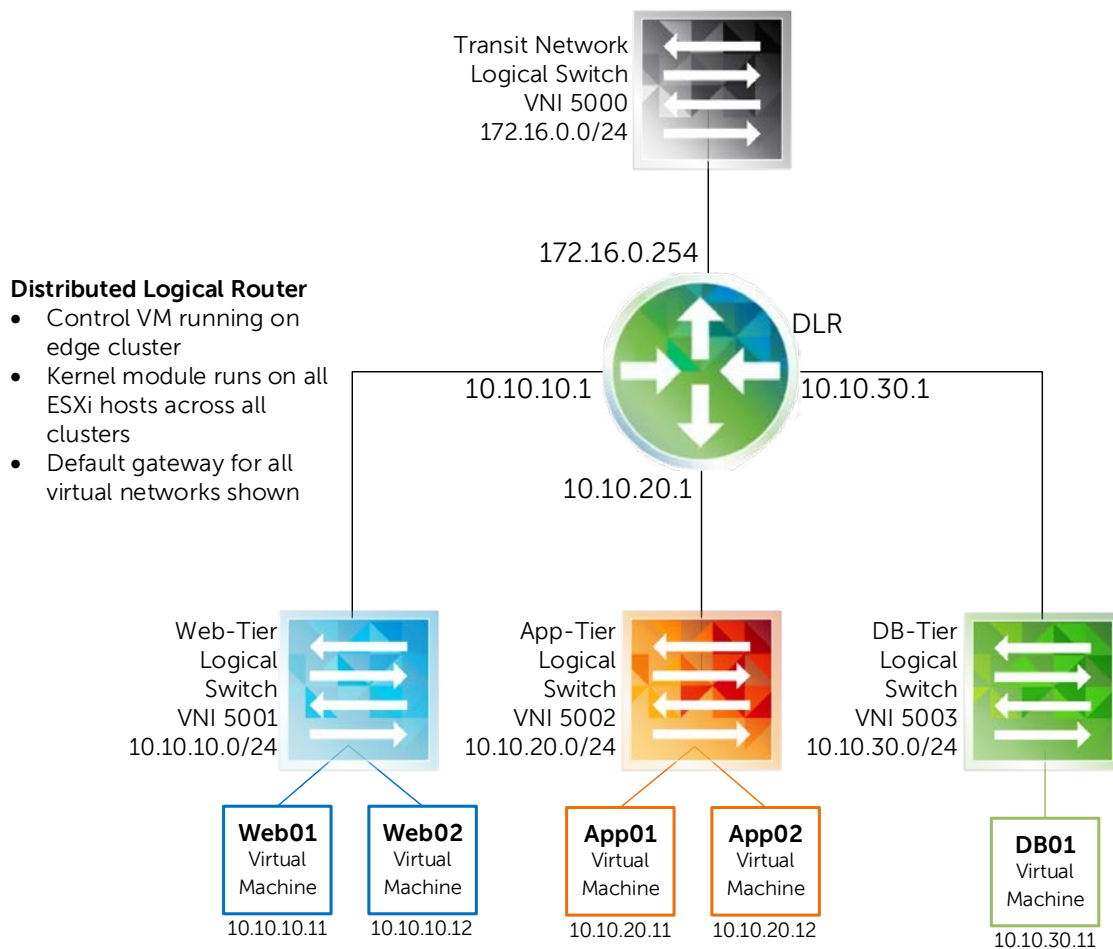 Transit Network
Logical Switch
VNI 5000
172.16.0.0/24
172.16.0.254
Distributed Logical Router
• Control VM running on
edge cluster
• Kernel module runs on all
ESXi hosts across all
clusters
• Default gateway for all
virtual networks shown
DLR
10.10.10.1
10.10.30.1
10.10.20.1
Web-Tier
Logical
Switch
VNI 5001
10.10.10.0/24
App-Tier
Logical
Switch
VNI 5002
10.10.20.0/24
DB-Tier
Logical
Switch
VNI 5003
10.10.30.0/24
Web01
Virtual
Machine
10.10.10.11
Web02
Virtual
Machine
10.10.10.12
App01
Virtual
Machine
10.10.20.11
App02
Virtual
Machine
10.10.20.12
DB01
Virtual
Machine
10.10.30.11